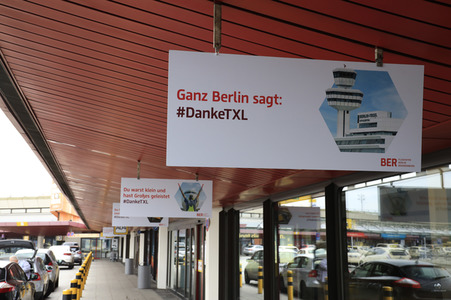 Ganz Berlin sagt:
#DankeTXL
BER
Du warst klein und
hast Großes geleistet
#DankeTXL